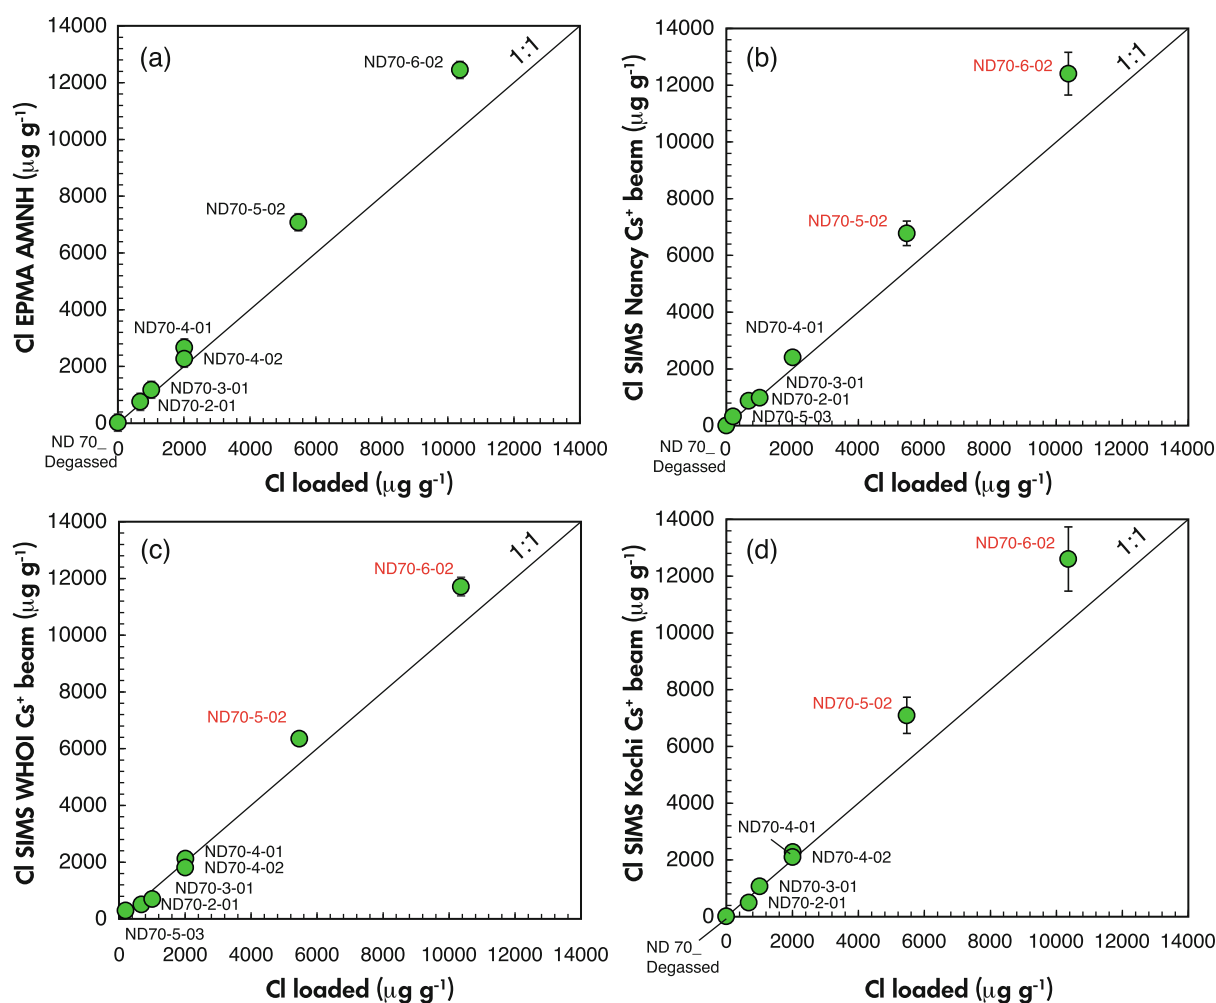 (a)
1:1
Cl EPMA AMNH (μg g⁻¹)
14000
12000
10000
8000
6000
4000
2000
0
ND70-6-02
ND70-5-02
ND70-4-01
ND70-4-02
ND70-3-01
ND70-2-01
ND 70_
Degassed
0 2000 4000 6000 8000 10000 12000 14000
Cl loaded (μg g⁻¹)
(b)
1:1
Cl SIMS Nancy Cs⁺ beam (μg g⁻¹)
14000
12000
10000
8000
6000
4000
2000
0
ND70-6-02
ND70-5-02
ND70-4-01
ND70-3-01
ND70-2-01
ND70-5-03
ND 70_
Degassed
0 2000 4000 6000 8000 10000 12000 14000
Cl loaded (μg g⁻¹)
(c)
1:1
Cl SIMS WHOI Cs⁺ beam (μg g⁻¹)
14000
12000
10000
8000
6000
4000
2000
0
ND70-6-02
ND70-5-02
ND70-4-01
ND70-4-02
ND70-3-01
ND70-2-01
ND70-5-03
0 2000 4000 6000 8000 10000 12000 14000
Cl loaded (μg g⁻¹)
(d)
1:1
Cl SIMS Kochi Cs⁺ beam (μg g⁻¹)
14000
12000
10000
8000
6000
4000
2000
0
ND70-6-02
ND70-5-02
ND70-4-01
ND70-4-02
ND70-3-01
ND70-2-01
ND 70_
Degassed
0 2000 4000 6000 8000 10000 12000 14000
Cl loaded (μg g⁻¹)